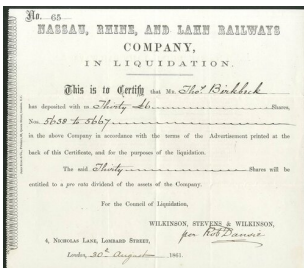 No. 65
NASSAU, RHINE, AND LAHN RAILWAYS
COMPANY,
IN LIQUIDATION.
This is to Certify that Mr. Thos. Birkbeck
has deposited with us Thirty Shares,
Nos. 5638 to 5667
in the above Company in accordance with the terms of the Advertisement printed at
back of this Certificate, and for the purposes of the liquidation.
The said Thirty Shares will be
entitled to a pro rata dividend of the assets of the Company.
For the Council of Liquidation,
WILKINSON, STEVENS & WILKINSON,
per
4, NICHOLAS LANE, LOMBARD STREET,
London, 30th August 1861.